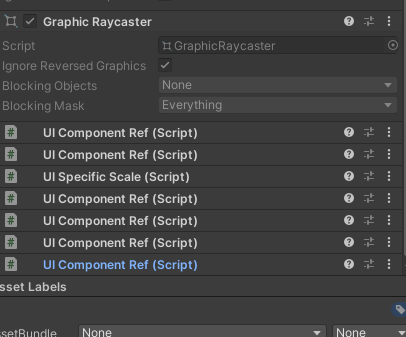 Graphic Raycaster
Script
GraphicRaycaster
Ignore Reversed Graphics
Blocking Objects
None
Blocking Mask
Everything
# UI Component Ref (Script)
# UI Component Ref (Script)
# UI Specific Scale (Script)
# UI Component Ref (Script)
# UI Component Ref (Script)
# UI Component Ref (Script)
# UI Component Ref (Script)
sset Labels
ssetBundle
None
None